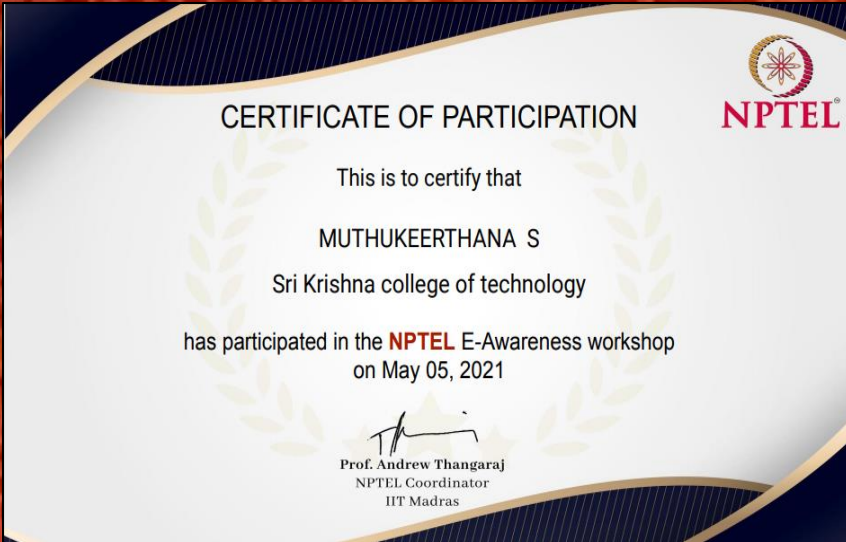 NPTEL
CERTIFICATE OF PARTICIPATION
This is to certify that
MUTHUKEERTHANA S
Sri Krishna college of technology
has participated in the NPTEL E-Awareness workshop
on May 05, 2021
Prof. Andrew Thangaraj
NPTEL Coordinator
IIT Madras